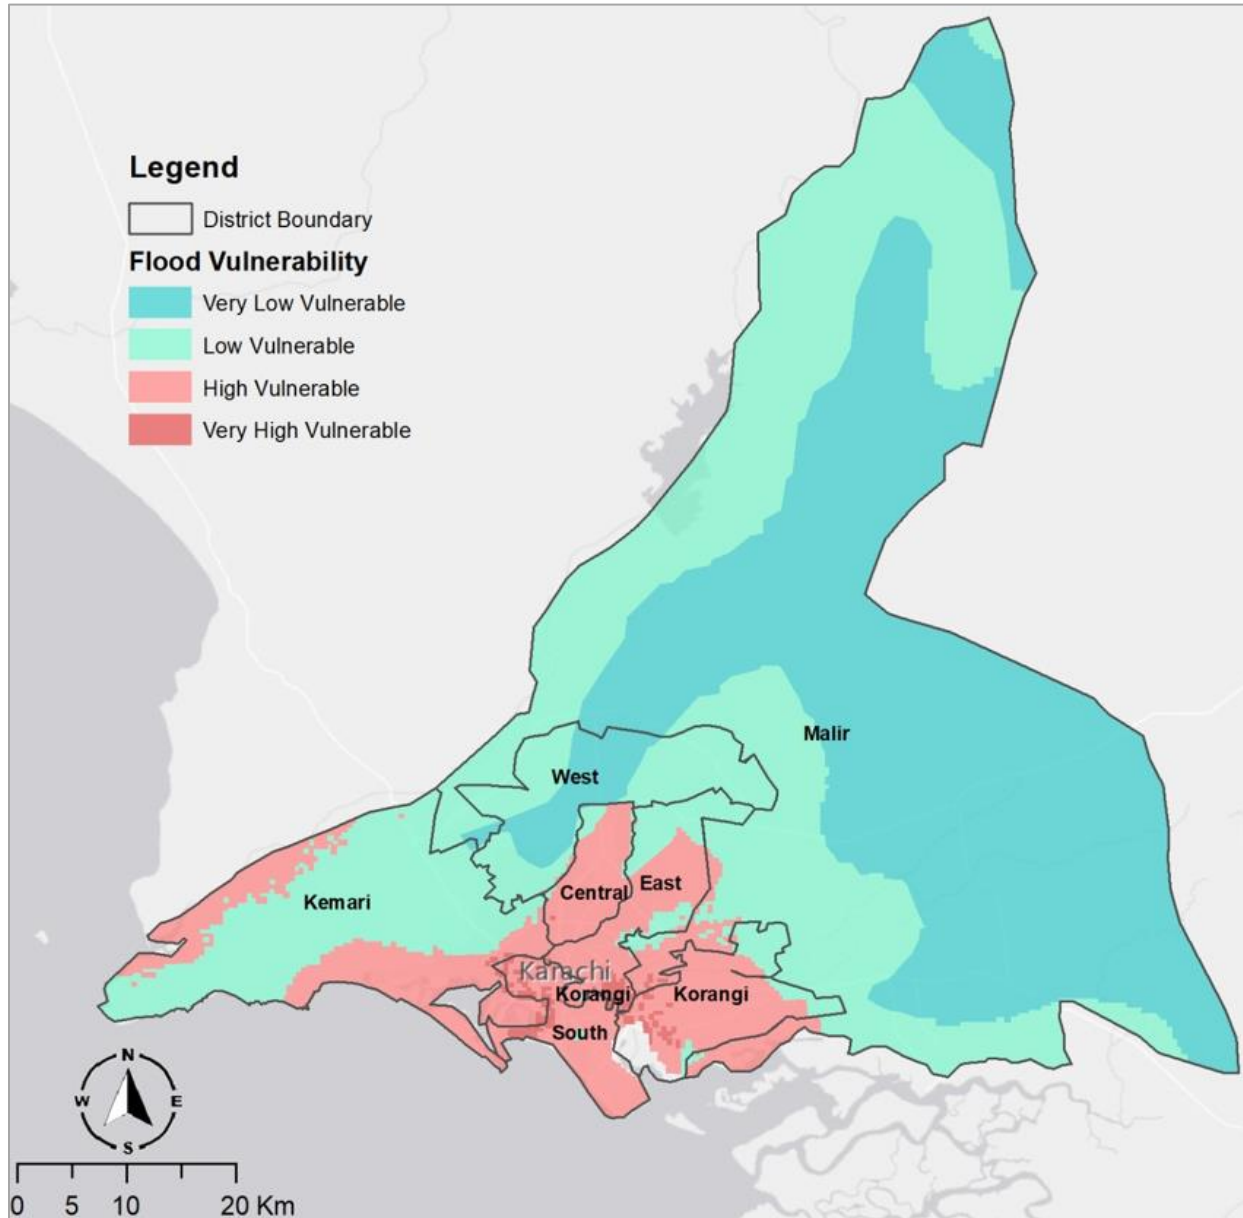 Legend
District Boundary
Flood Vulnerability
Very Low Vulnerable
Low Vulnerable
High Vulnerable
Very High Vulnerable
Malir
West
Central
East
Kemari
Karachi
Korangi
Korangi
South
N
W E
S
0 5 10 20 Km